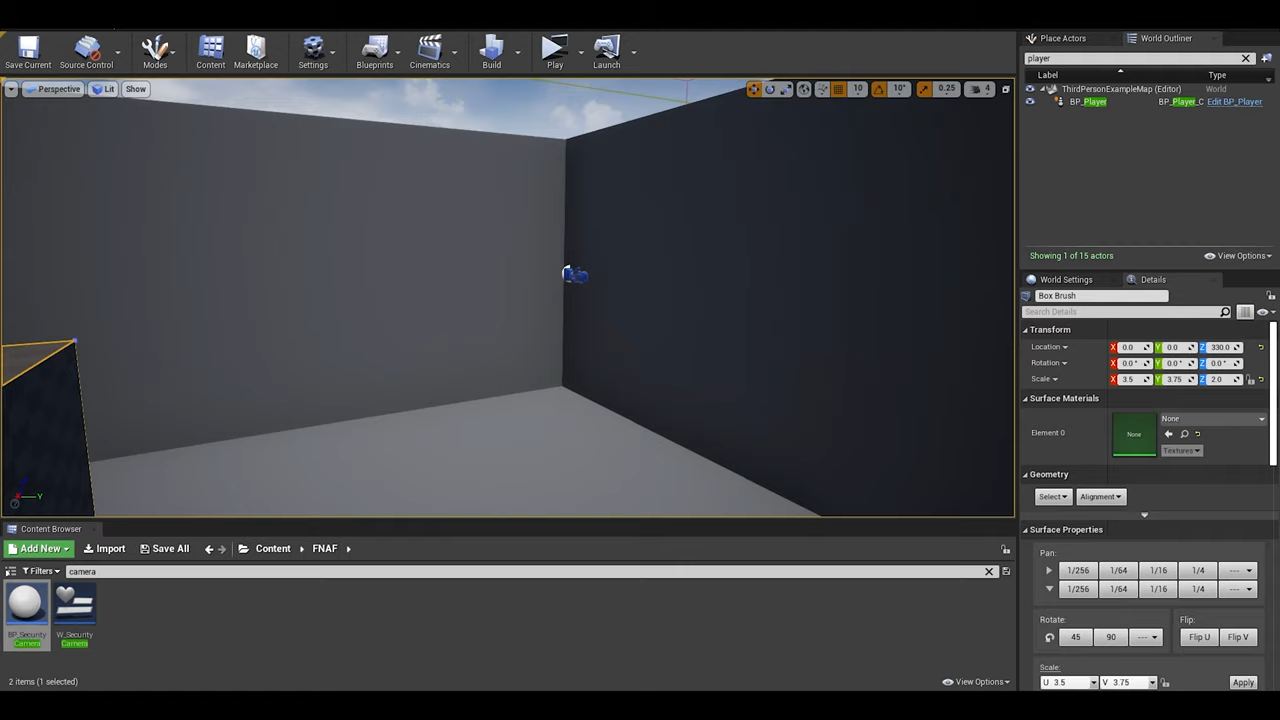 Save Current
Source Control
Modes
Content
Marketplace
Settings
Blueprints
Cinematics
Build
Play
Launch
Perspective
Lit
Show
10
10°
0.25
4
Y
Place Actors
World Outliner
player
Label
Type
ThirdPersonExampleMap (Editor)
World
BP_Player
BP_Player_C
Edit BP_Player
Showing 1 of 15 actors
View Options
World Settings
Details
Box Brush
Search Details
Transform
Location
X 0.0
Y 0.0
Z 330.0
Rotation
X 0.0°
Y 0.0°
Z 0.0°
Scale
X 3.5
Y 3.75
Z 2.0
Surface Materials
Element 0
None
None
Textures
Geometry
Select
Alignment
Surface Properties
Pan:
1/256 1/64 1/16 1/4 ---
1/256 1/64 1/16 1/4 ---
Rotate:
Flip:
45 90 ---
Flip U Flip V
Scale:
U 3.5
V 3.75
Apply
Content Browser
Add New
Import
Save All
Content
FNAF
Filters
camera
BP_Security
Camera
W_Security
Camera
2 items (1 selected)
View Options